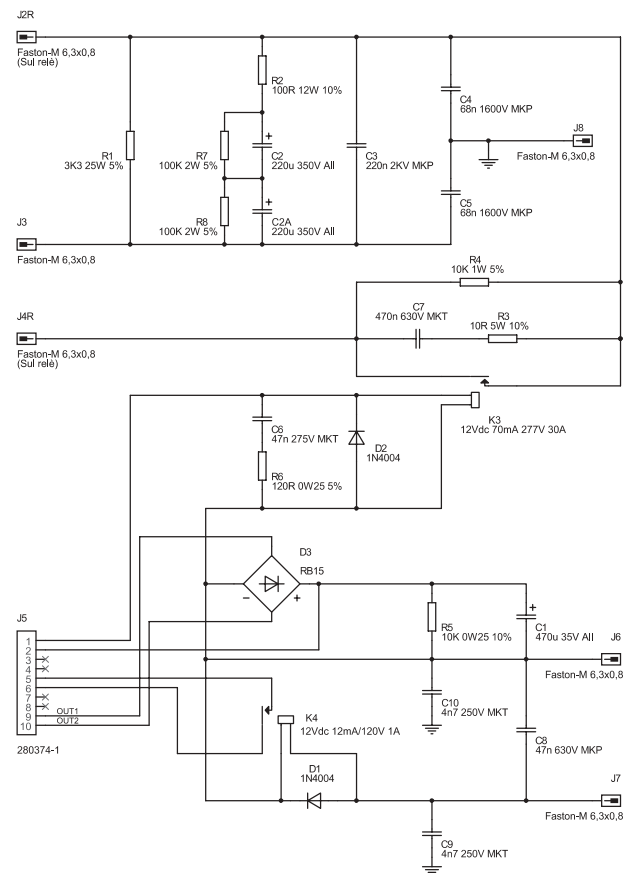 J2R
Faston-M 6,3x0,8
(Sul relè)
R2
100R 12W 10%
C4
68n 1600V MKP
J8
Faston-M 6,3x0,8
R1
3K3 25W 5%
R7
100K 2W 5%
C2
220u 350V All
C3
220n 2KV MKP
R8
100K 2W 5%
C2A
220u 350V All
C5
68n 1600V MKP
J3
Faston-M 6,3x0,8
R4
10K 1W 5%
C7
470n 630V MKT
R3
10R 5W 10%
J4R
Faston-M 6,3x0,8
(Sul relè)
K3
12Vdc 70mA 277V 30A
C6
47n 275V MKT
D2
1N4004
R6
120R 0W25 5%
D3
RB15
J5
1
2
3
4
5
6
7
8
9
10
OUT1
OUT2
280374-1
R5
10K 0W25 10%
C1
470u 35V All
J6
Faston-M 6,3x0,8
C10
4n7 250V MKT
K4
12Vdc 12mA/120V 1A
C8
47n 630V MKP
D1
1N4004
J7
Faston-M 6,3x0,8
C9
4n7 250V MKT